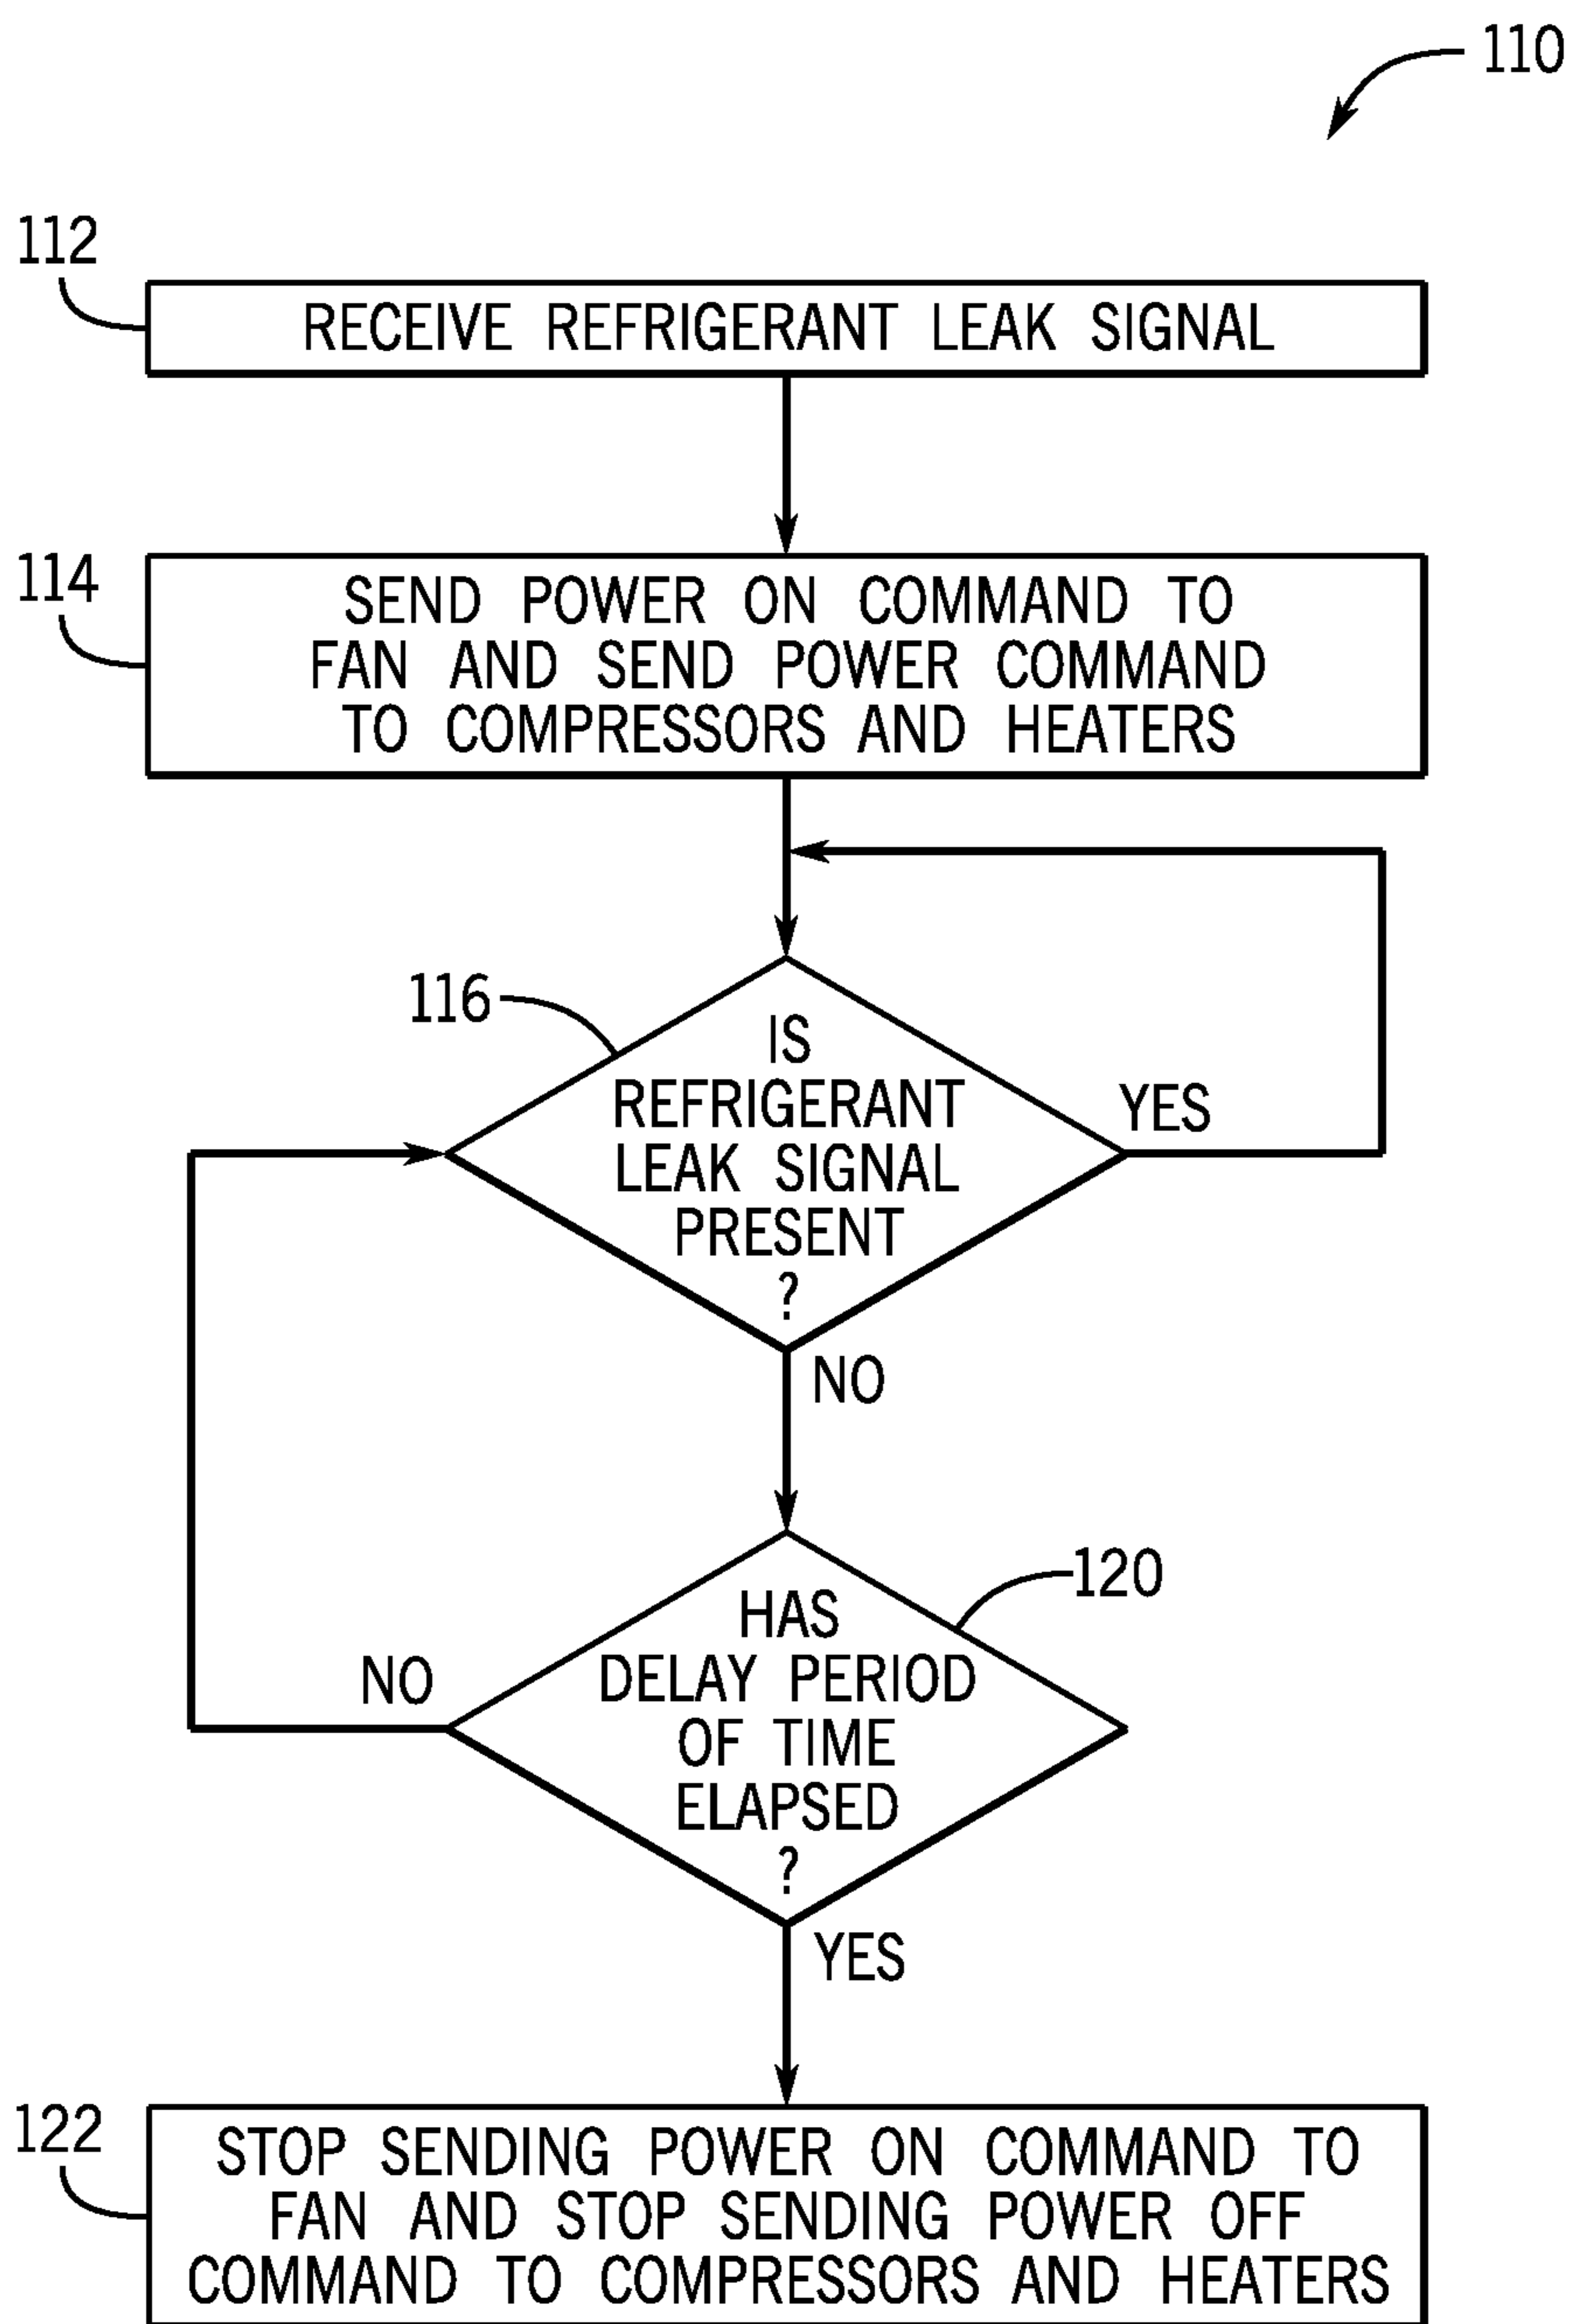 110
112
RECEIVE REFRIGERANT LEAK SIGNAL
114
SEND POWER ON COMMAND TO
FAN AND SEND POWER COMMAND
TO COMPRESSORS AND HEATERS
116
IS
REFRIGERANT
LEAK SIGNAL
PRESENT
?
YES
NO
120
HAS
DELAY PERIOD
OF TIME
ELAPSED
?
NO
YES
122
STOP SENDING POWER ON COMMAND TO
FAN AND STOP SENDING POWER OFF
COMMAND TO COMPRESSORS AND HEATERS